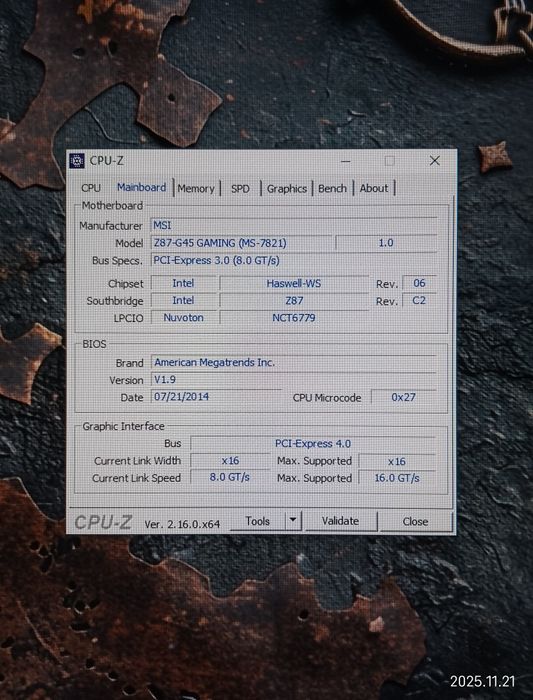 CPU-Z
CPU Mainboard Memory SPD Graphics Bench About
Motherboard
Manufacturer MSI
Model Z87-G45 GAMING (MS-7821) 1.0
Bus Specs. PCI-Express 3.0 (8.0 GT/s)
Chipset Intel Haswell-WS Rev. 06
Southbridge Intel Z87 Rev. C2
LPCIO Nuvoton NCT6779
BIOS
Brand American Megatrends Inc.
Version V1.9
Date 07/21/2014 CPU Microcode 0x27
Graphic Interface
Bus PCI-Express 4.0
Current Link Width x16 Max. Supported x16
Current Link Speed 8.0 GT/s Max. Supported 16.0 GT/s
CPU-Z Ver. 2.16.0.x64 Tools Validate Close
2025.11.21